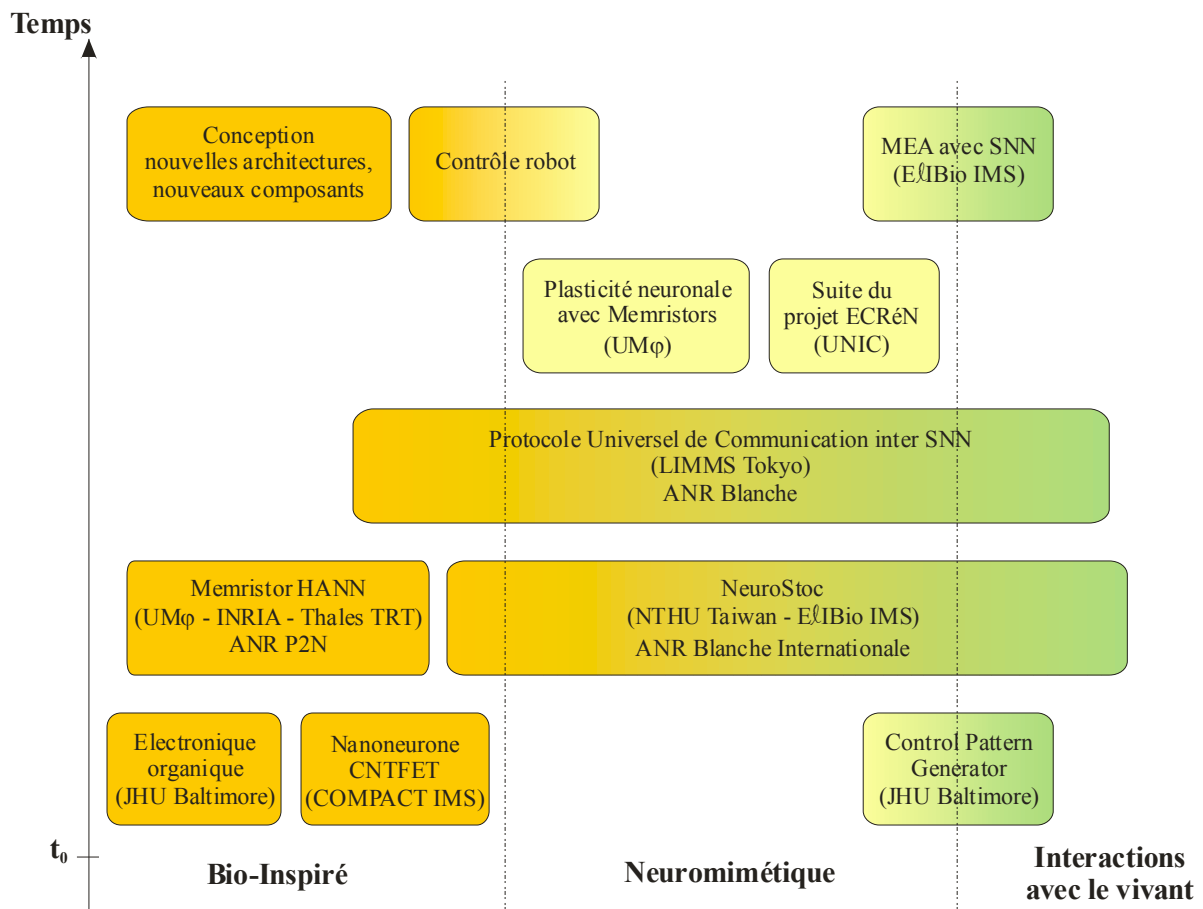 Temps
Conception
nouvelles architectures,
nouveaux composants
Contrôle robot
MEA avec SNN
(EℓIBio IMS)
Plasticité neuronale
avec Memristors
(UMφ)
Suite du
projet ECRéN
(UNIC)
Protocole Universel de Communication inter SNN
(LIMMS Tokyo)
ANR Blanche
Memristor HANN
(UMφ - INRIA - Thales TRT)
ANR P2N
NeuroStoc
(NTHU Taiwan - EℓIBio IMS)
ANR Blanche Internationale
Electronique
organique
(JHU Baltimore)
Nanoneurone
CNTFET
(COMPACT IMS)
Control Pattern
Generator
(JHU Baltimore)
t₀
Bio-Inspiré
Neuromimétique
Interactions
avec le vivant